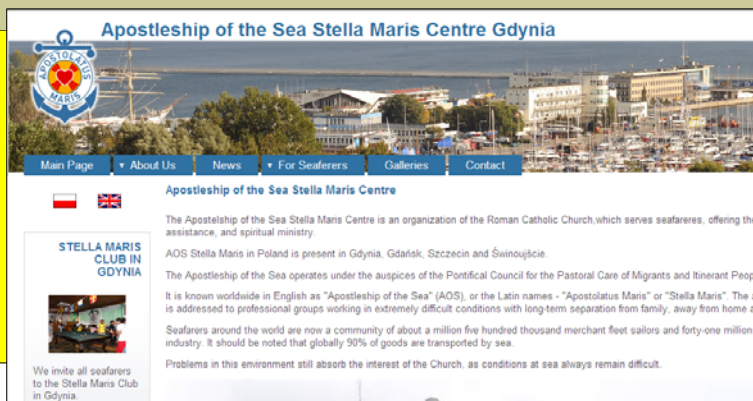 Apostleship of the Sea Stella Maris Centre Gdynia
APOSTOLATUS
MARIS
Main Page
About Us
News
For Seaferers
Galleries
Contact
Apostleship of the Sea Stella Maris Centre
The Apostelship of the Sea Stella Maris Centre is an organization of the Roman Catholic Church,which serves seafareres, offering the
assistance, and spiritual ministry.
AOS Stella Maris in Poland is present in Gdynia, Gdańsk, Szczecin and Świnoujście.
The Apostleship of the Sea operates under the auspices of the Pontifical Council for the Pastoral Care of Migrants and Itinerant Peop
It is known worldwide in English as "Apostleship of the Sea" (AOS), or the Latin names - "Apostolatus Maris" or "Stella Maris". The a
is addressed to professional groups working in extremely difficult conditions with long-term separation from family, away from home a
Seafarers around the world are now a community of about a million five hundred thousand merchant fleet sailors and forty-one million
industry. It should be noted that globally 90% of goods are transported by sea.
Problems in this environment still absorb the interest of the Church, as conditions at sea always remain difficult.
STELLA MARIS
CLUB IN
GDYNIA
We invite all seafarers
to the Stella Maris Club
in Gdynia.